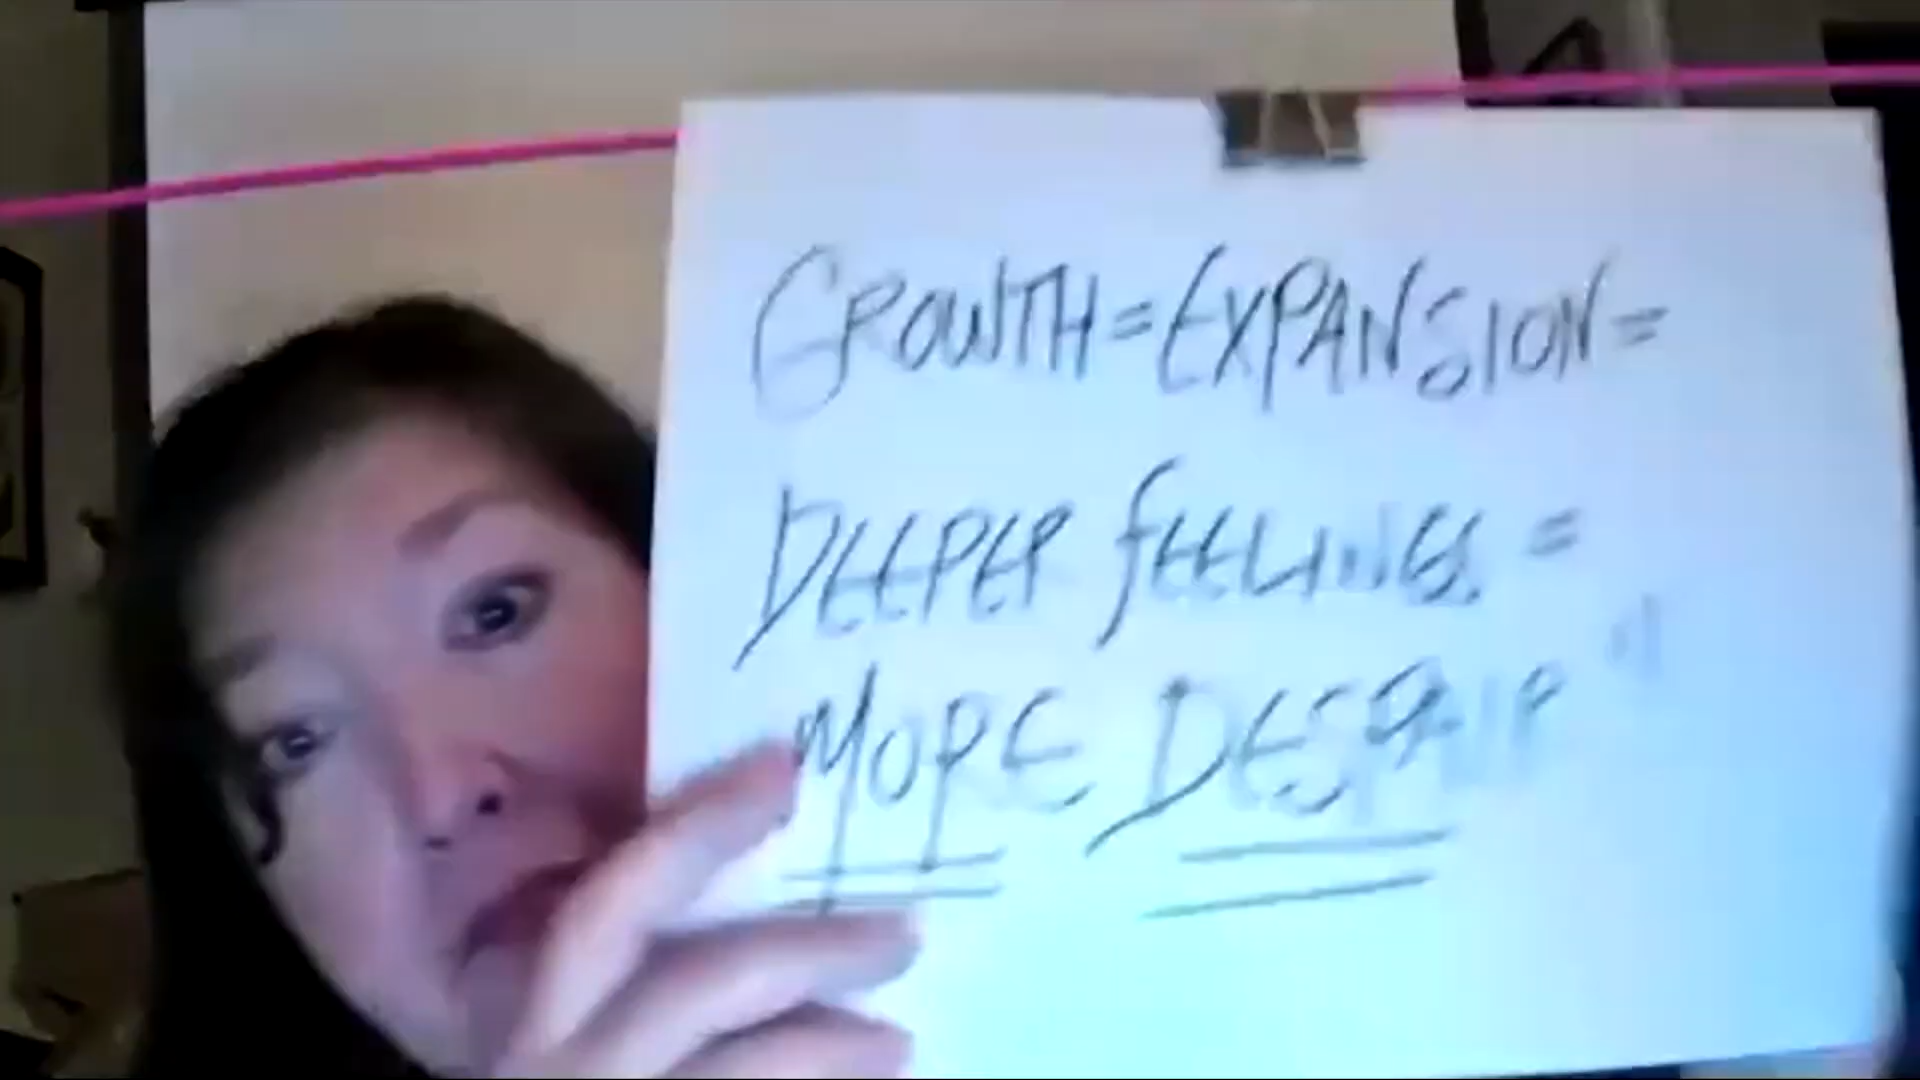 GROWTH = EXPANSION =
DEEPER FEELINGS =
MORE DESPAIR"